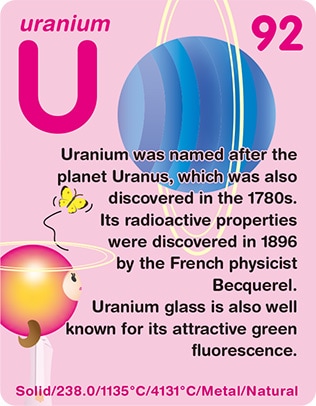 uranium
92
U
Uranium was named after the
planet Uranus, which was also
discovered in the 1780s.
Its radioactive properties
were discovered in 1896
by the French physicist
Becquerel.
Uranium glass is also well
known for its attractive green
fluorescence.
Solid/238.0/1135°C/4131°C/Metal/Natural